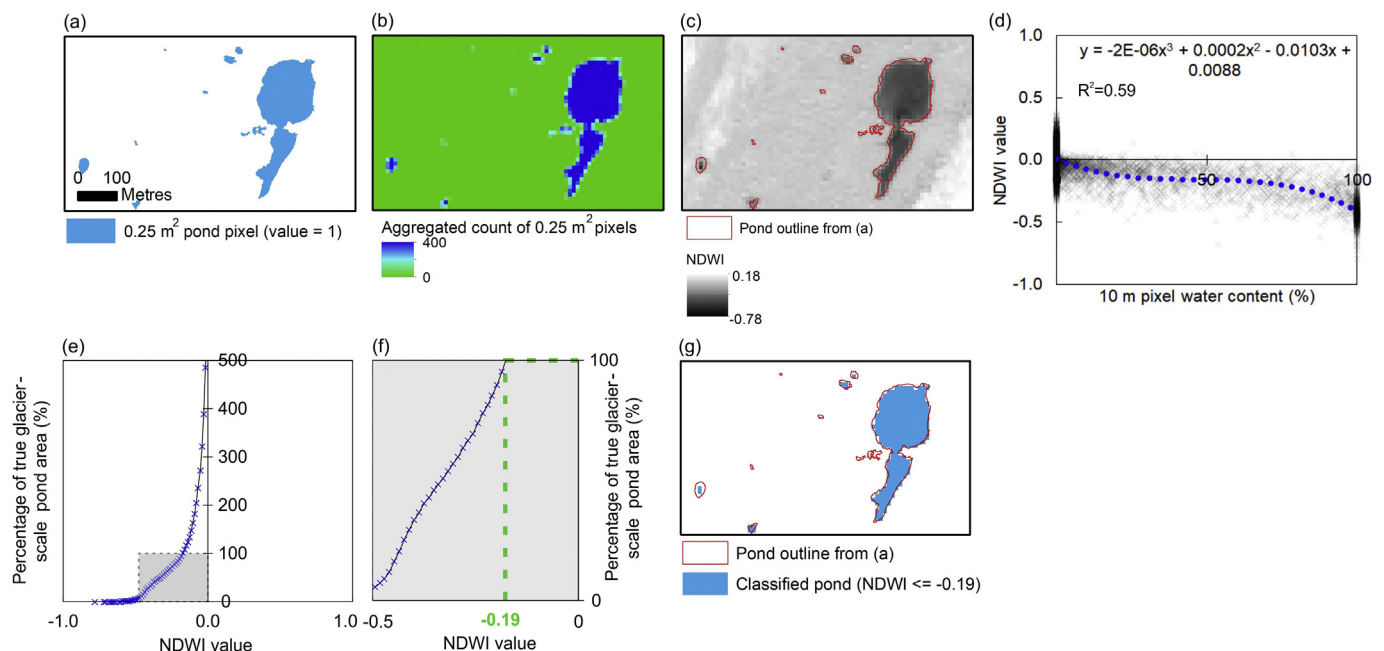 (a)
0 100
Metres
0.25 m² pond pixel (value = 1)
(b)
Aggregated count of 0.25 m² pixels
400
0
(c)
Pond outline from (a)
NDWI
0.18
-0.78
(d)
y = -2E-06x³ + 0.0002x² - 0.0103x +
0.0088
R²=0.59
1.0
0.5
0.0
-0.5
-1.0
50
100
NDWI value
10 m pixel water content (%)
(e)
Percentage of true glacier-
scale pond area (%)
500
400
300
200
100
0
-1.0 0.0 1.0
NDWI value
(f)
100
0
-0.5 -0.19 0
NDWI value
Percentage of true glacier-
scale pond area (%)
(g)
Pond outline from (a)
Classified pond (NDWI <= -0.19)